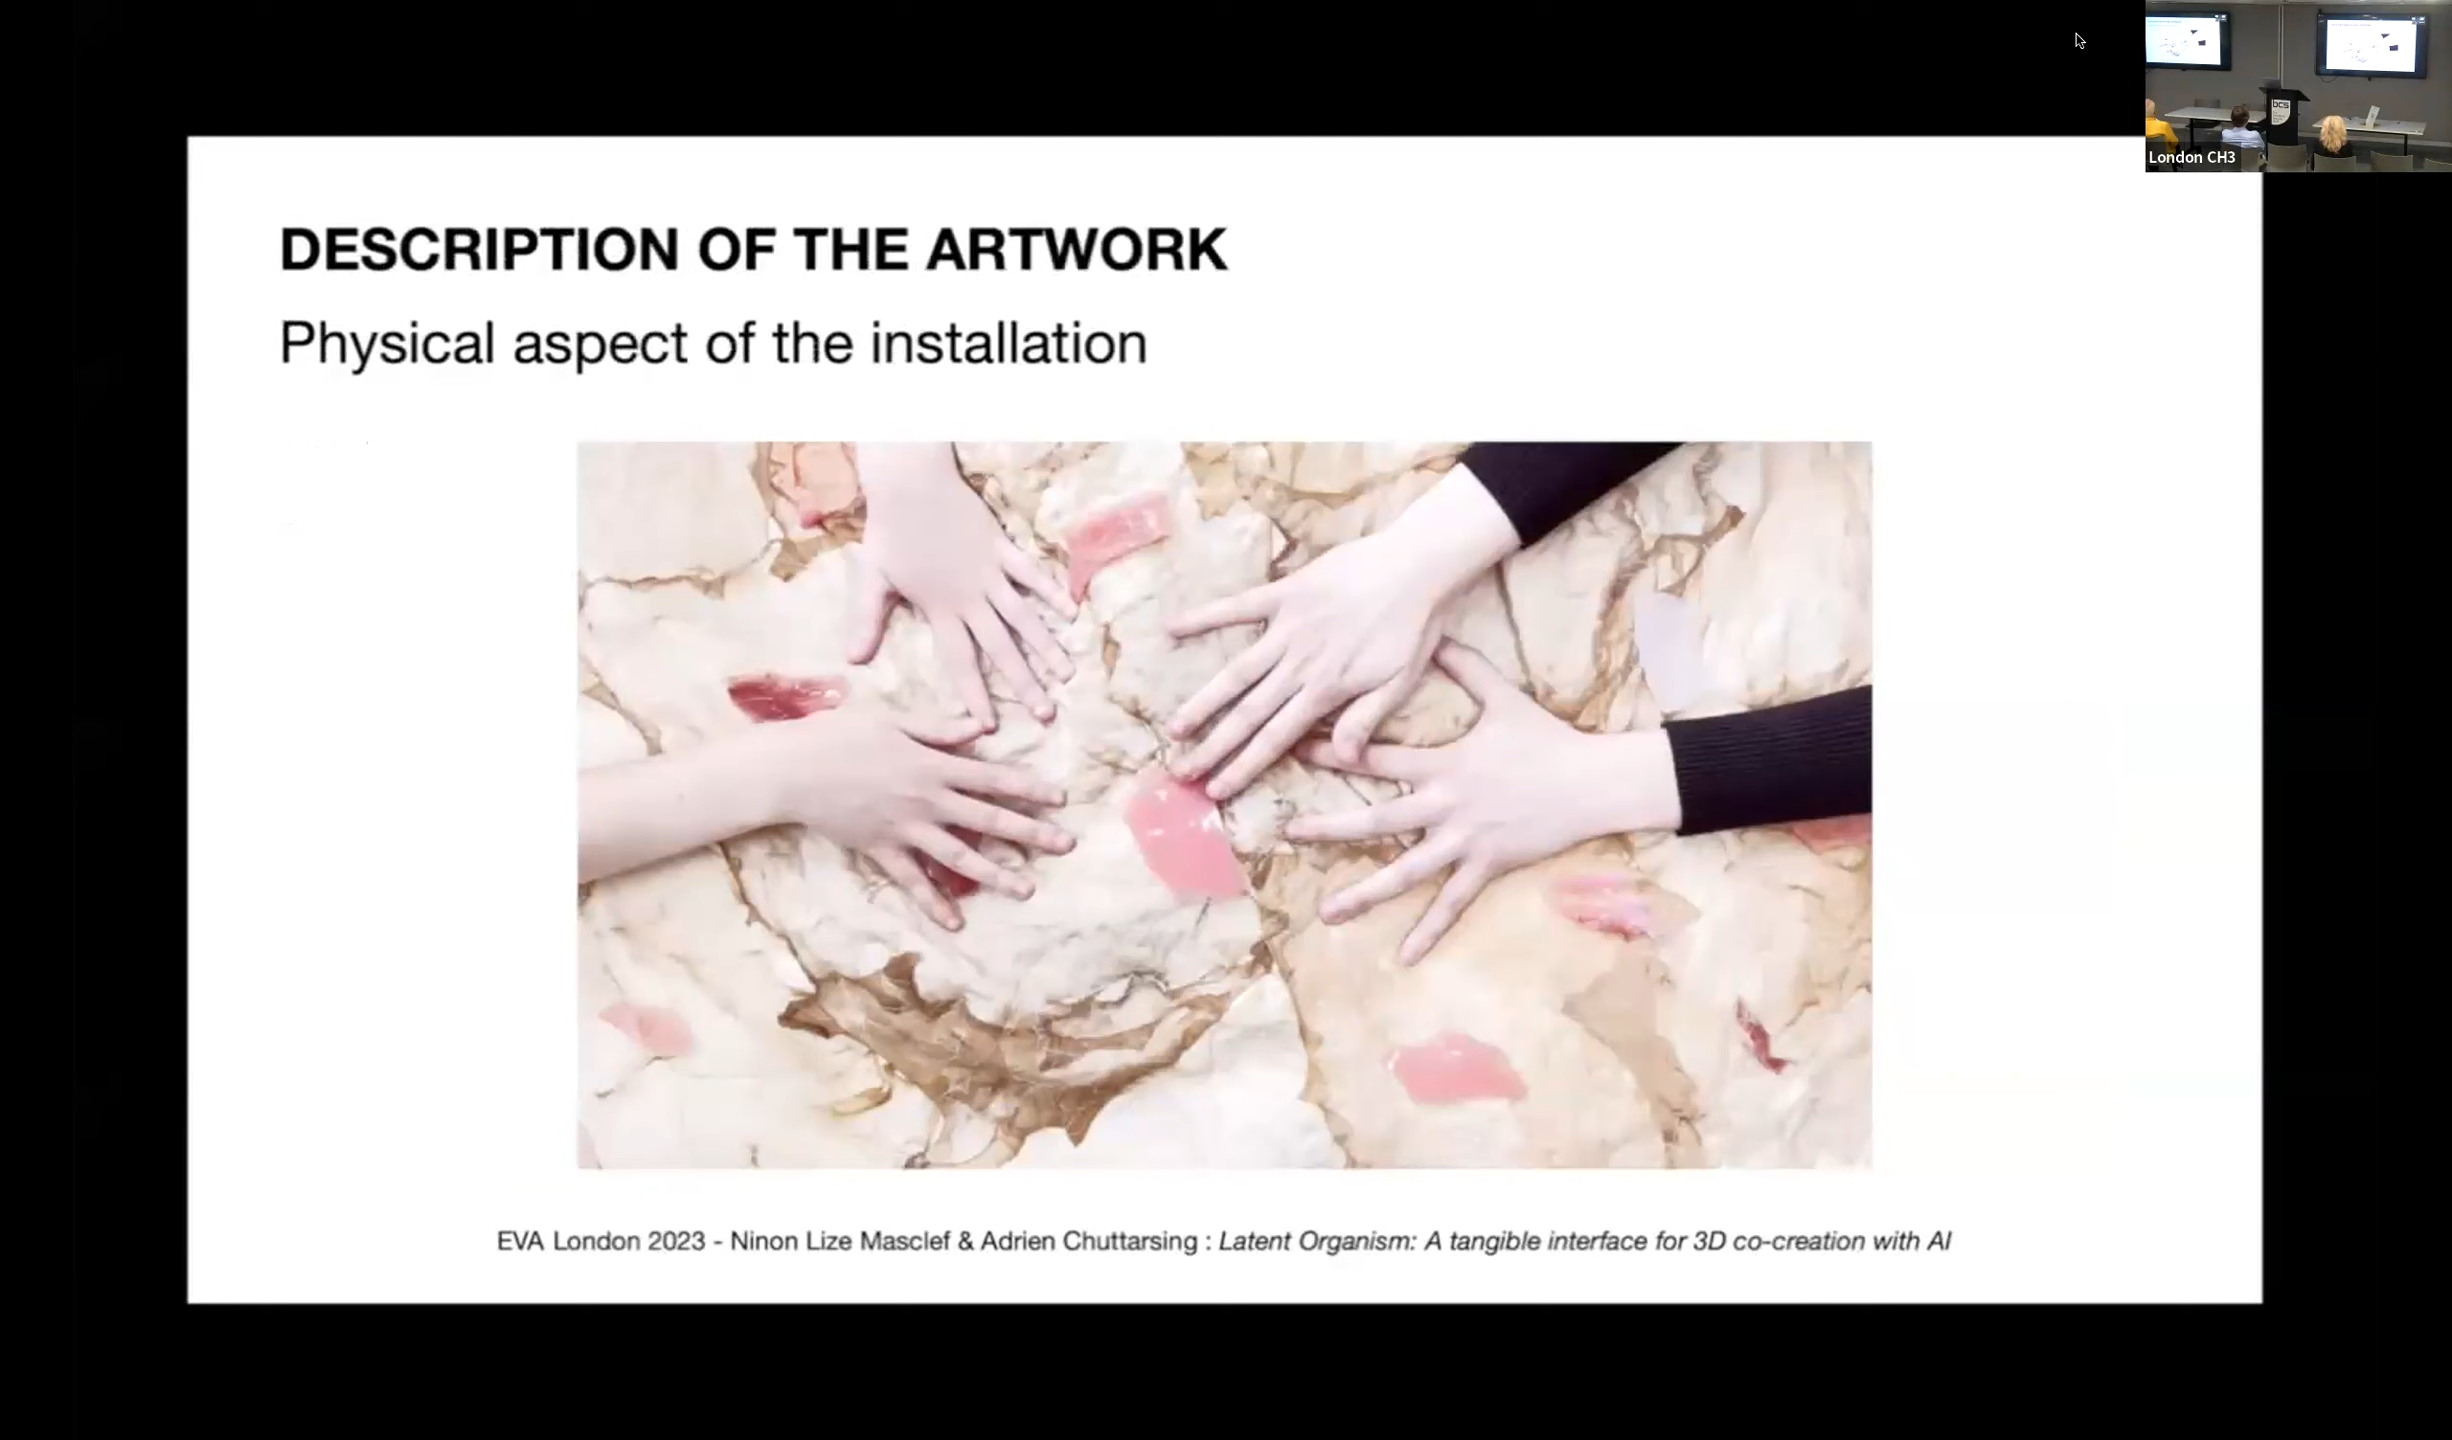 DESCRIPTION OF THE ARTWORK
Physical aspect of the installation
EVA London 2023 - Ninon Lize Masclef & Adrien Chuttarsing : Latent Organism: A tangible interface for 3D co-creation with AI
bcs
London CH3